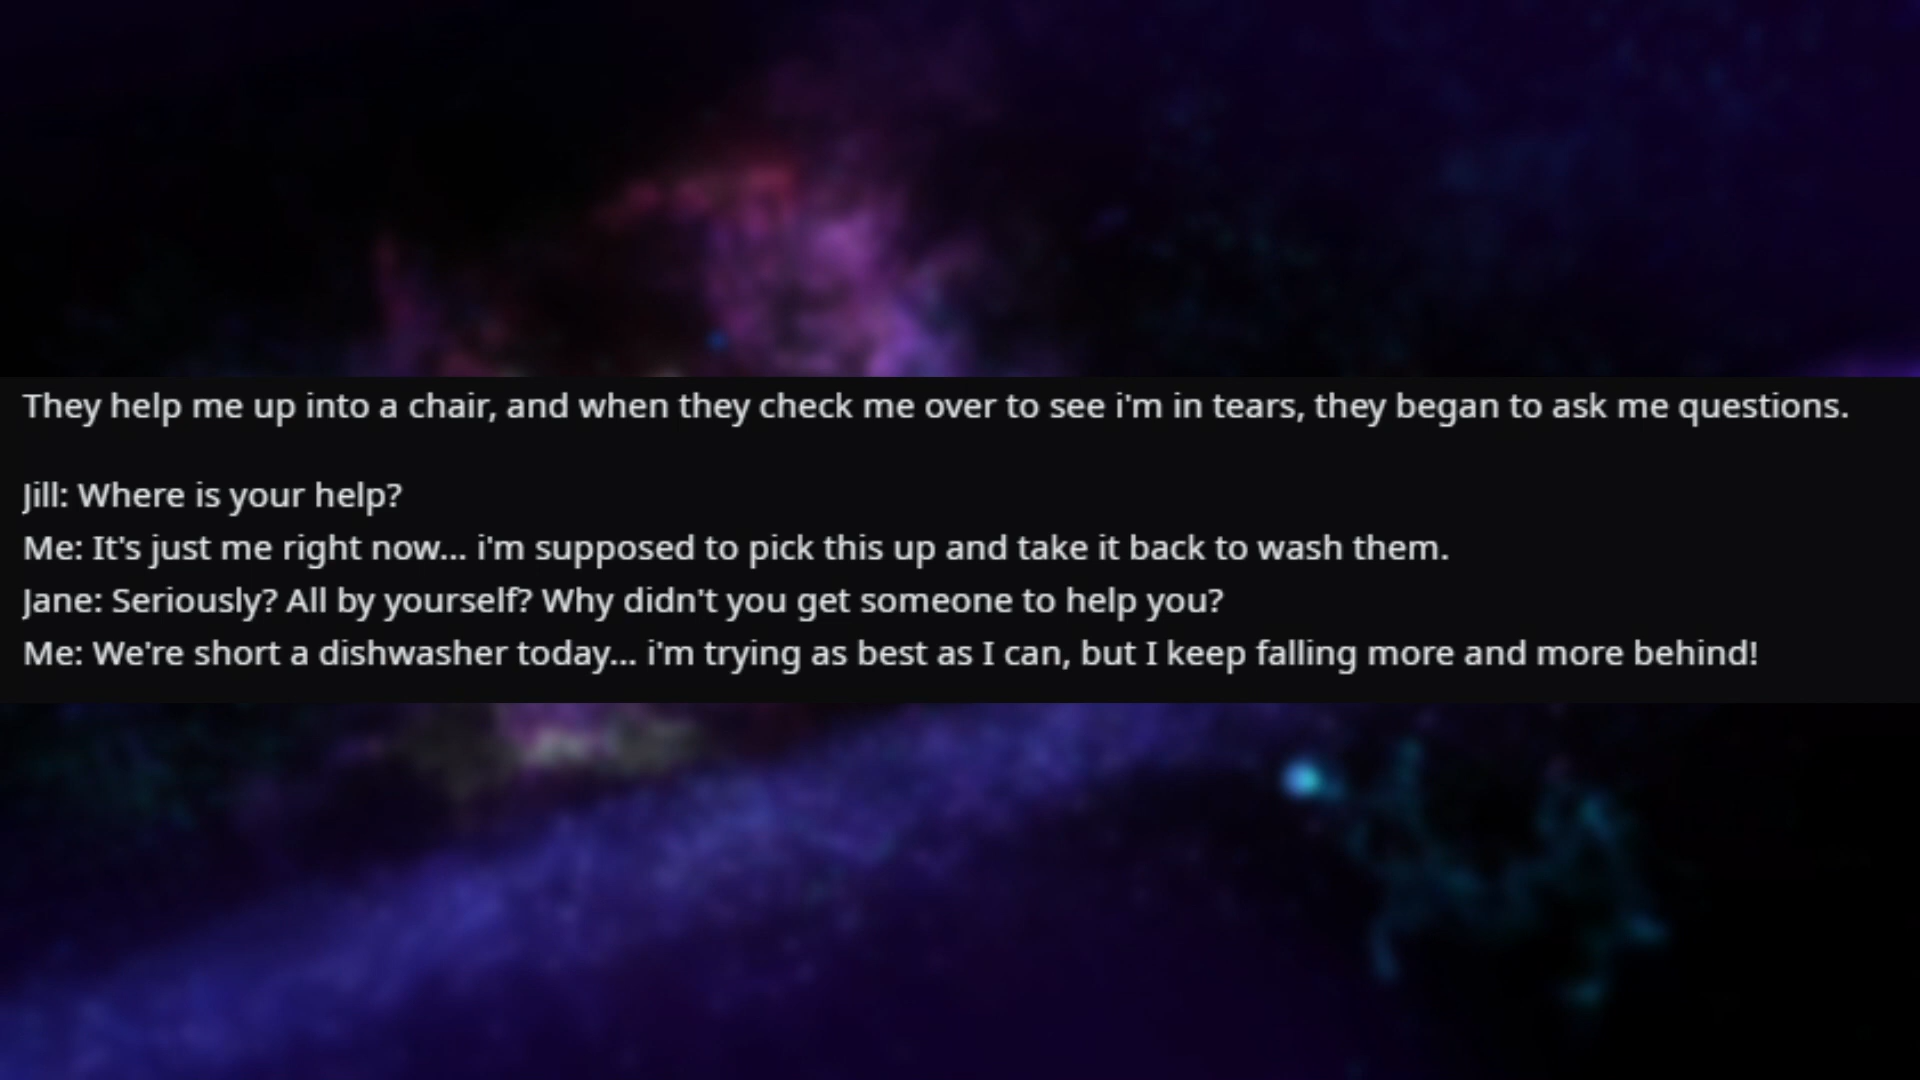 They help me up into a chair, and when they check me over to see i'm in tears, they began to ask me questions.
Jill: Where is your help?
Me: It's just me right now... i'm supposed to pick this up and take it back to wash them.
Jane: Seriously? All by yourself? Why didn't you get someone to help you?
Me: We're short a dishwasher today... i'm trying as best as I can, but I keep falling more and more behind!